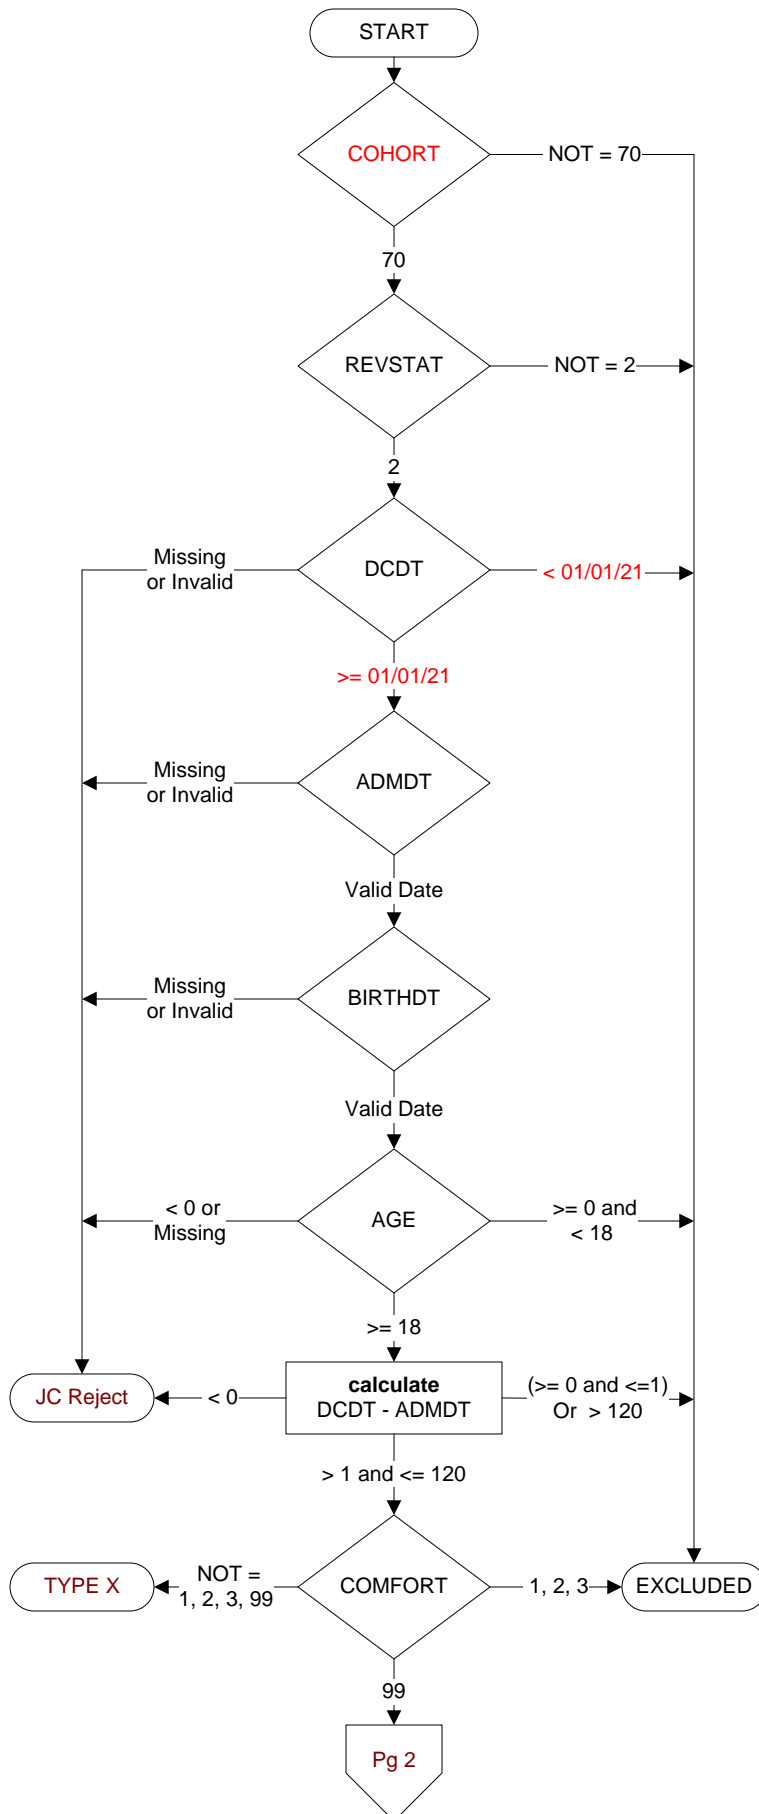 START
COHORT
NOT = 70
70
REVSTAT
NOT = 2
2
Missing
or Invalid
DCDT
< 01/01/21
>= 01/01/21
Missing
or Invalid
ADMDT
Valid Date
Missing
or Invalid
BIRTHDT
Valid Date
< 0 or
Missing
AGE
>= 0 and
< 18
>= 18
JC Reject
< 0
calculate
DCDT - ADMDT
(>= 0 and <=1)
Or > 120
> 1 and <= 120
TYPE X
NOT =
1, 2, 3, 99
COMFORT
1, 2, 3
EXCLUDED
99
Pg 2